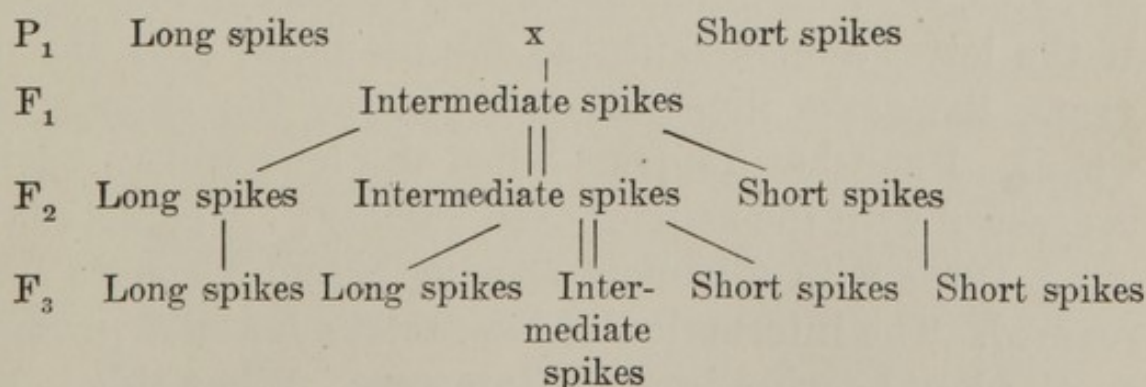 P₁ Long spikes x Short spikes
F₁ Intermediate spikes
F₂ Long spikes Intermediate spikes Short spikes
F₃ Long spikes Long spikes Inter- Short spikes Short spikes
mediate
spikes